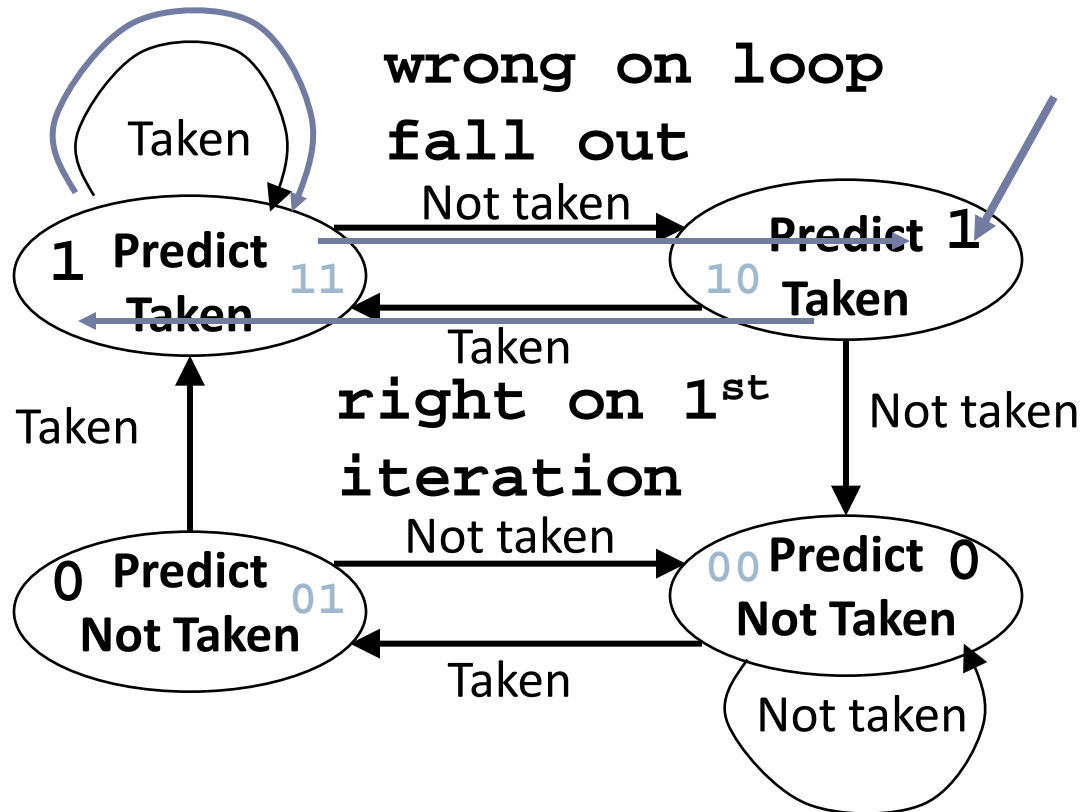 wrong on loop
fall out
Taken
Not taken
1 Predict
Taken
11
Predict 1
Taken
10
Taken
right on 1st
iteration
Taken
Not taken
Not taken
0 Predict
Not Taken
01
00 Predict 0
Not Taken
Taken
Not taken